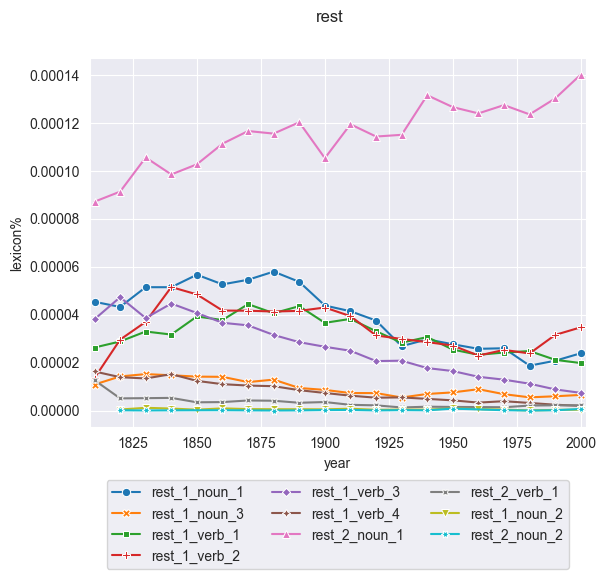 rest
0.00014
0.00012
0.00010
0.00008
0.00006
0.00004
0.00002
0.00000
lexicon%
1825 1850 1875 1900 1925 1950 1975 2000
year
rest_1_noun_1 rest_1_verb_3 rest_2_verb_1
rest_1_noun_3 rest_1_verb_4 rest_1_noun_2
rest_1_verb_1 rest_2_noun_1 rest_2_noun_2
rest_1_verb_2